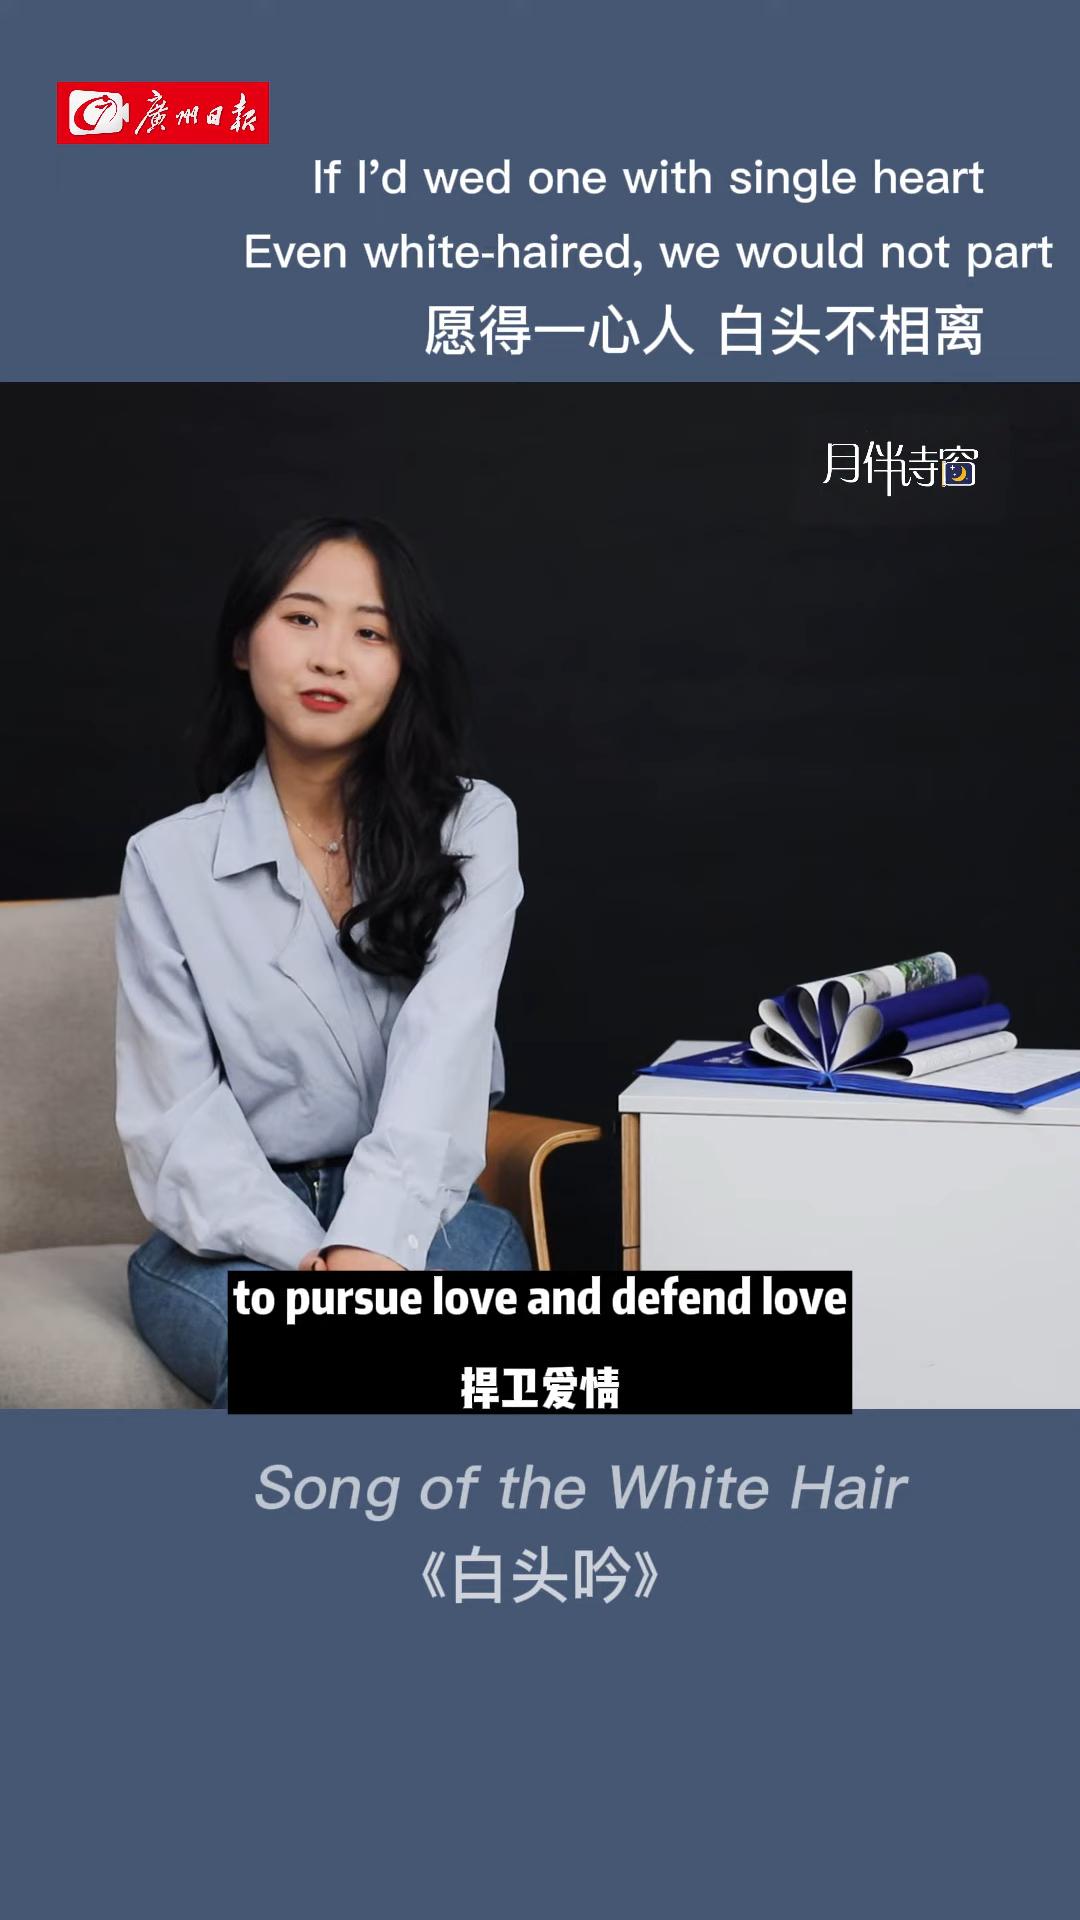 廣州日报
If I’d wed one with single heart
Even white-haired, we would not part
愿得一心人 白头不相离
月伴诗窗
to pursue love and defend love
捍卫爱情
Song of the White Hair
《白头吟》